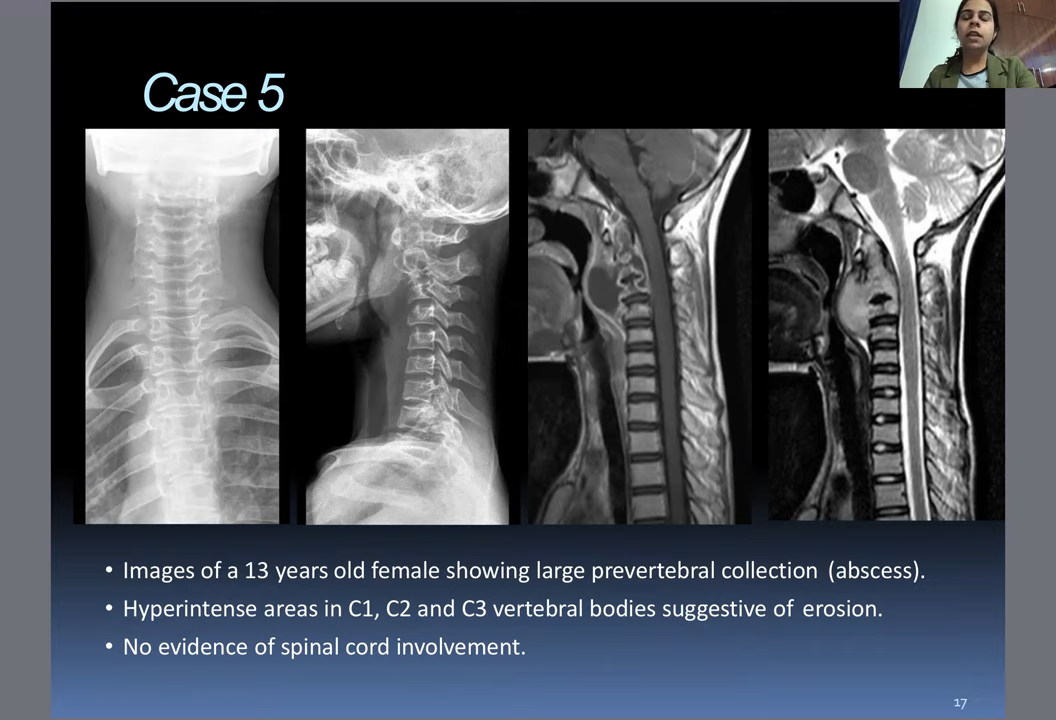 Case 5
• Images of a 13 years old female showing large prevertebral collection (abscess).
• Hyperintense areas in C1, C2 and C3 vertebral bodies suggestive of erosion.
• No evidence of spinal cord involvement.
17